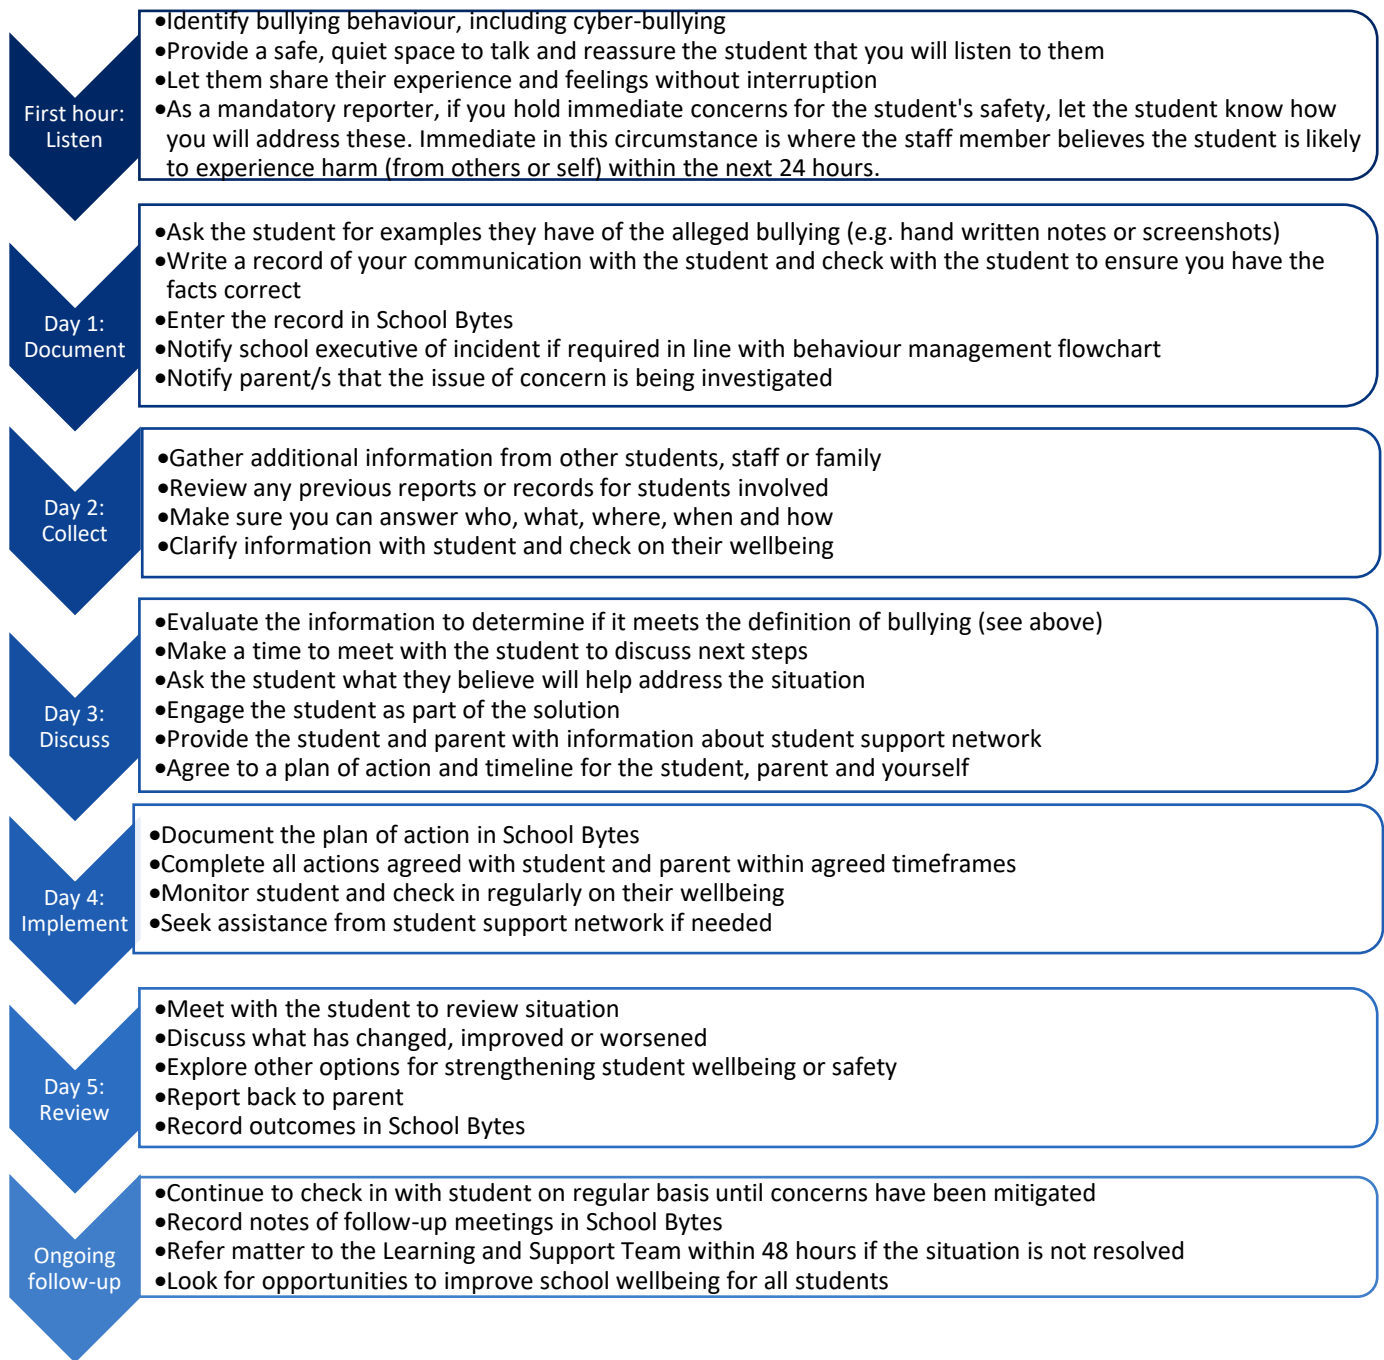 First hour:
Listen
•Identify bullying behaviour, including cyber-bullying
•Provide a safe, quiet space to talk and reassure the student that you will listen to them
•Let them share their experience and feelings without interruption
•As a mandatory reporter, if you hold immediate concerns for the student's safety, let the student know how
you will address these. Immediate in this circumstance is where the staff member believes the student is likely
to experience harm (from others or self) within the next 24 hours.
Day 1:
Document
•Ask the student for examples they have of the alleged bullying (e.g. hand written notes or screenshots)
•Write a record of your communication with the student and check with the student to ensure you have the
facts correct
•Enter the record in School Bytes
•Notify school executive of incident if required in line with behaviour management flowchart
•Notify parent/s that the issue of concern is being investigated
Day 2:
Collect
•Gather additional information from other students, staff or family
•Review any previous reports or records for students involved
•Make sure you can answer who, what, where, when and how
•Clarify information with student and check on their wellbeing
Day 3:
Discuss
•Evaluate the information to determine if it meets the definition of bullying (see above)
•Make a time to meet with the student to discuss next steps
•Ask the student what they believe will help address the situation
•Engage the student as part of the solution
•Provide the student and parent with information about student support network
•Agree to a plan of action and timeline for the student, parent and yourself
Day 4:
Implement
•Document the plan of action in School Bytes
•Complete all actions agreed with student and parent within agreed timeframes
•Monitor student and check in regularly on their wellbeing
•Seek assistance from student support network if needed
Day 5:
Review
•Meet with the student to review situation
•Discuss what has changed, improved or worsened
•Explore other options for strengthening student wellbeing or safety
•Report back to parent
•Record outcomes in School Bytes
Ongoing
follow-up
•Continue to check in with student on regular basis until concerns have been mitigated
•Record notes of follow-up meetings in School Bytes
•Refer matter to the Learning and Support Team within 48 hours if the situation is not resolved
•Look for opportunities to improve school wellbeing for all students